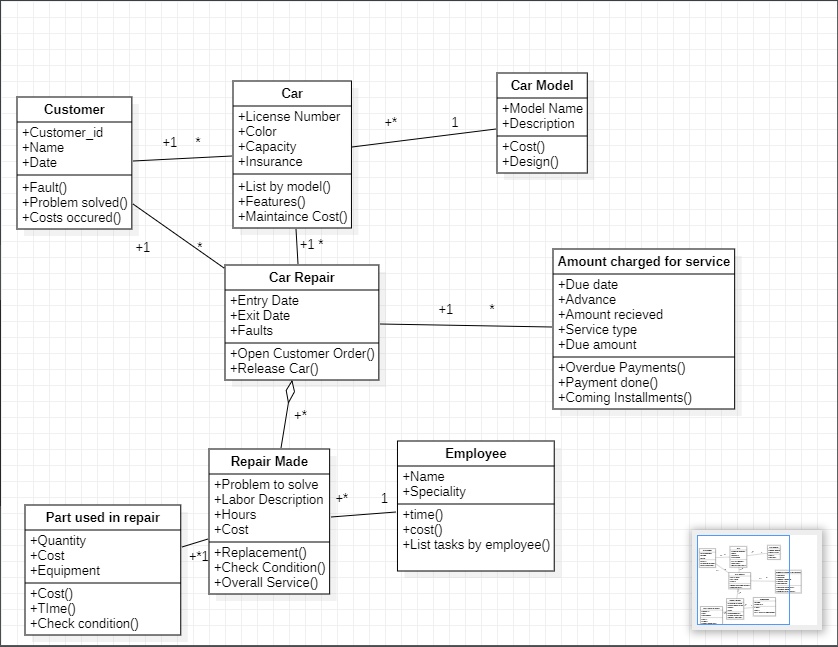 Customer
+Customer_id
+Name
+Date
+Fault()
+Problem solved()
+Costs occured()
+1 *
Car
+License Number
+Color
+Capacity
+Insurance
+List by model()
+Features()
+Maintaince Cost()
+* 1
Car Model
+Model Name
+Description
+Cost()
+Design()
+1 *
+1 *
Car Repair
+Entry Date
+Exit Date
+Faults
+Open Customer Order()
+Release Car()
+1 *
Amount charged for service
+Due date
+Advance
+Amount recieved
+Service type
+Due amount
+Overdue Payments()
+Payment done()
+Coming Installments()
+*
Repair Made
+Problem to solve
+Labor Description
+Hours
+Cost
+Replacement()
+Check Condition()
+Overall Service()
+* 1
Employee
+Name
+Speciality
+time()
+cost()
+List tasks by employee()
Part used in repair
+Quantity
+Cost
+Equipment
+Cost()
+TIme()
+Check condition()
+*1